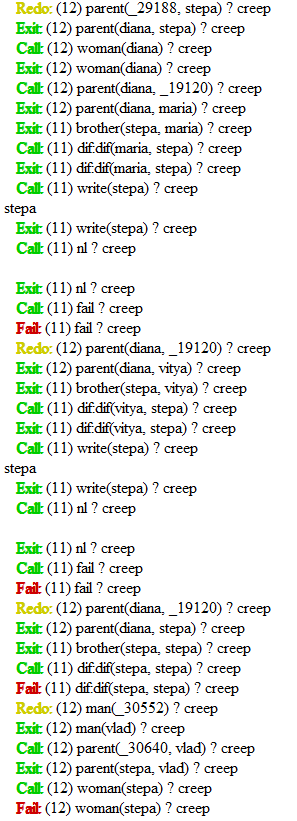 Redo: (12) parent(_29188, stepa) ? creep
Exit: (12) parent(diana, stepa) ? creep
Call: (12) woman(diana) ? creep
Exit: (12) woman(diana) ? creep
Call: (12) parent(diana, _19120) ? creep
Exit: (12) parent(diana, maria) ? creep
Exit: (11) brother(stepa, maria) ? creep
Call: (11) dif:dif(maria, stepa) ? creep
Exit: (11) dif:dif(maria, stepa) ? creep
Call: (11) write(stepa) ? creep
stepa
Exit: (11) write(stepa) ? creep
Call: (11) nl ? creep
Exit: (11) nl ? creep
Call: (11) fail ? creep
Fail: (11) fail ? creep
Redo: (12) parent(diana, _19120) ? creep
Exit: (12) parent(diana, vitya) ? creep
Exit: (11) brother(stepa, vitya) ? creep
Call: (11) dif:dif(vitya, stepa) ? creep
Exit: (11) dif:dif(vitya, stepa) ? creep
Call: (11) write(stepa) ? creep
stepa
Exit: (11) write(stepa) ? creep
Call: (11) nl ? creep
Exit: (11) nl ? creep
Call: (11) fail ? creep
Fail: (11) fail ? creep
Redo: (12) parent(diana, _19120) ? creep
Exit: (12) parent(diana, stepa) ? creep
Exit: (11) brother(stepa, stepa) ? creep
Call: (11) dif:dif(stepa, stepa) ? creep
Fail: (11) dif:dif(stepa, stepa) ? creep
Redo: (12) man(_30552) ? creep
Exit: (12) man(vlad) ? creep
Call: (12) parent(_30640, vlad) ? creep
Exit: (12) parent(stepa, vlad) ? creep
Call: (12) woman(stepa) ? creep
Fail: (12) woman(stepa) ? creep